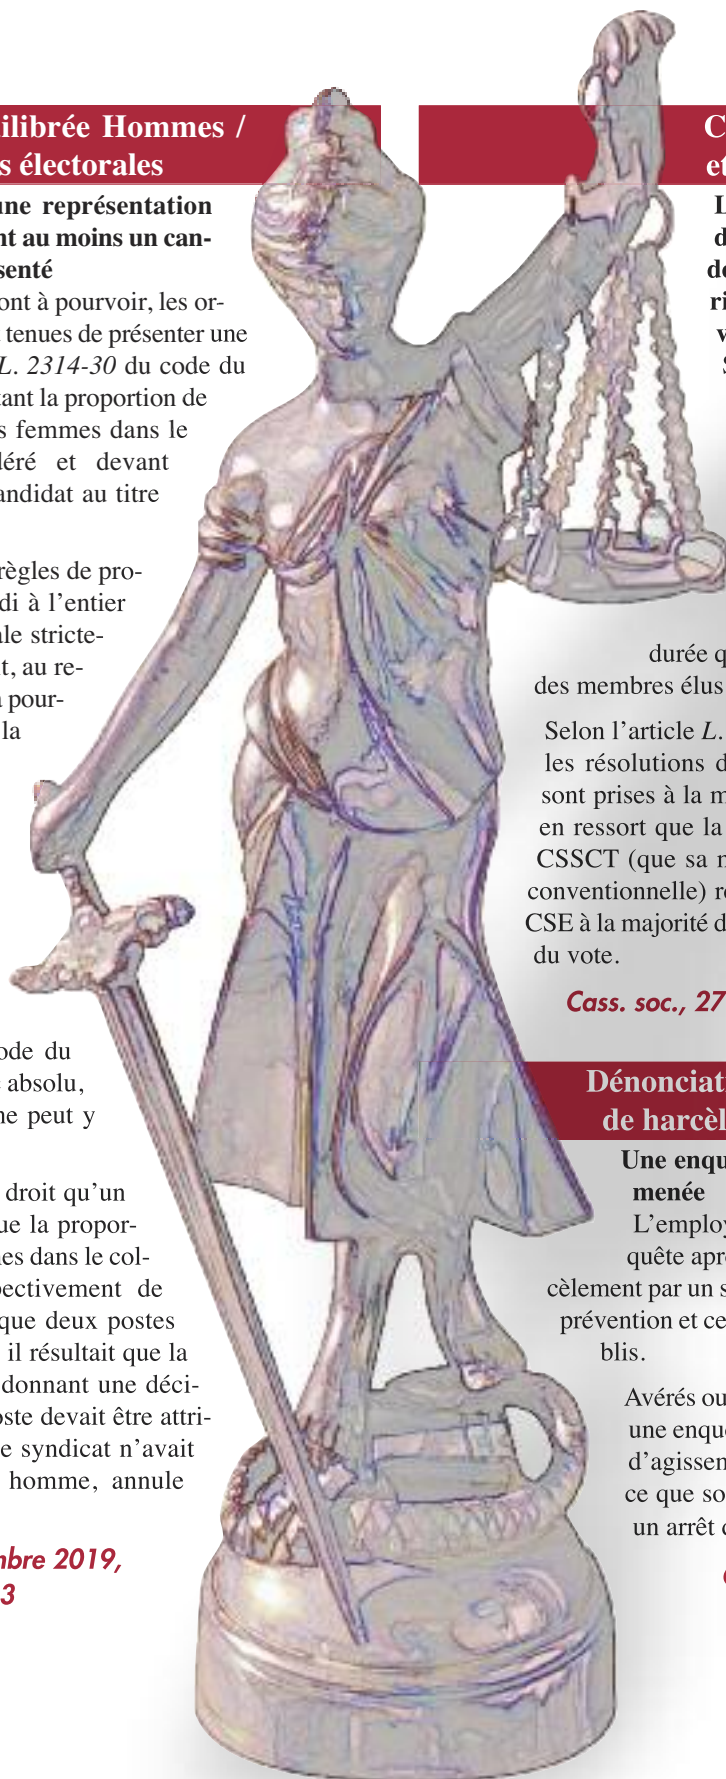 ilibrée Hommes /
s électorales
une représentation
nt au moins un can-
senté
ont à pourvoir, les or-
tenues de présenter une
L. 2314-30 du code du
tant la proportion de
s femmes dans le
déré et devant
andidat au titre
règles de pro-
di à l’entier
ale stricte-
t, au re-
à pour-
la
ode du
absolu,
ne peut y
droit qu’un
ue la propor-
nes dans le col-
pectivement de
que deux postes
il résultait que la
donnant une déci-
oste devait être attri-
e syndicat n’avait
homme, annule
mbre 2019,
3
C
et
L
d
de
ri
v
S
durée q
des membres élus
Selon l’article L.
les résolutions d
sont prises à la m
en ressort que la
CSSCT (que sa m
conventionnelle) re
CSE à la majorité d
du vote.
Cass. soc., 27
Dénonciat
de harcèl
Une enqu
menée
L’employ
quête apr
cèlement par un s
prévention et ce
blis.
Avérés ou
une enqu
d’agissem
ce que so
un arrêt d